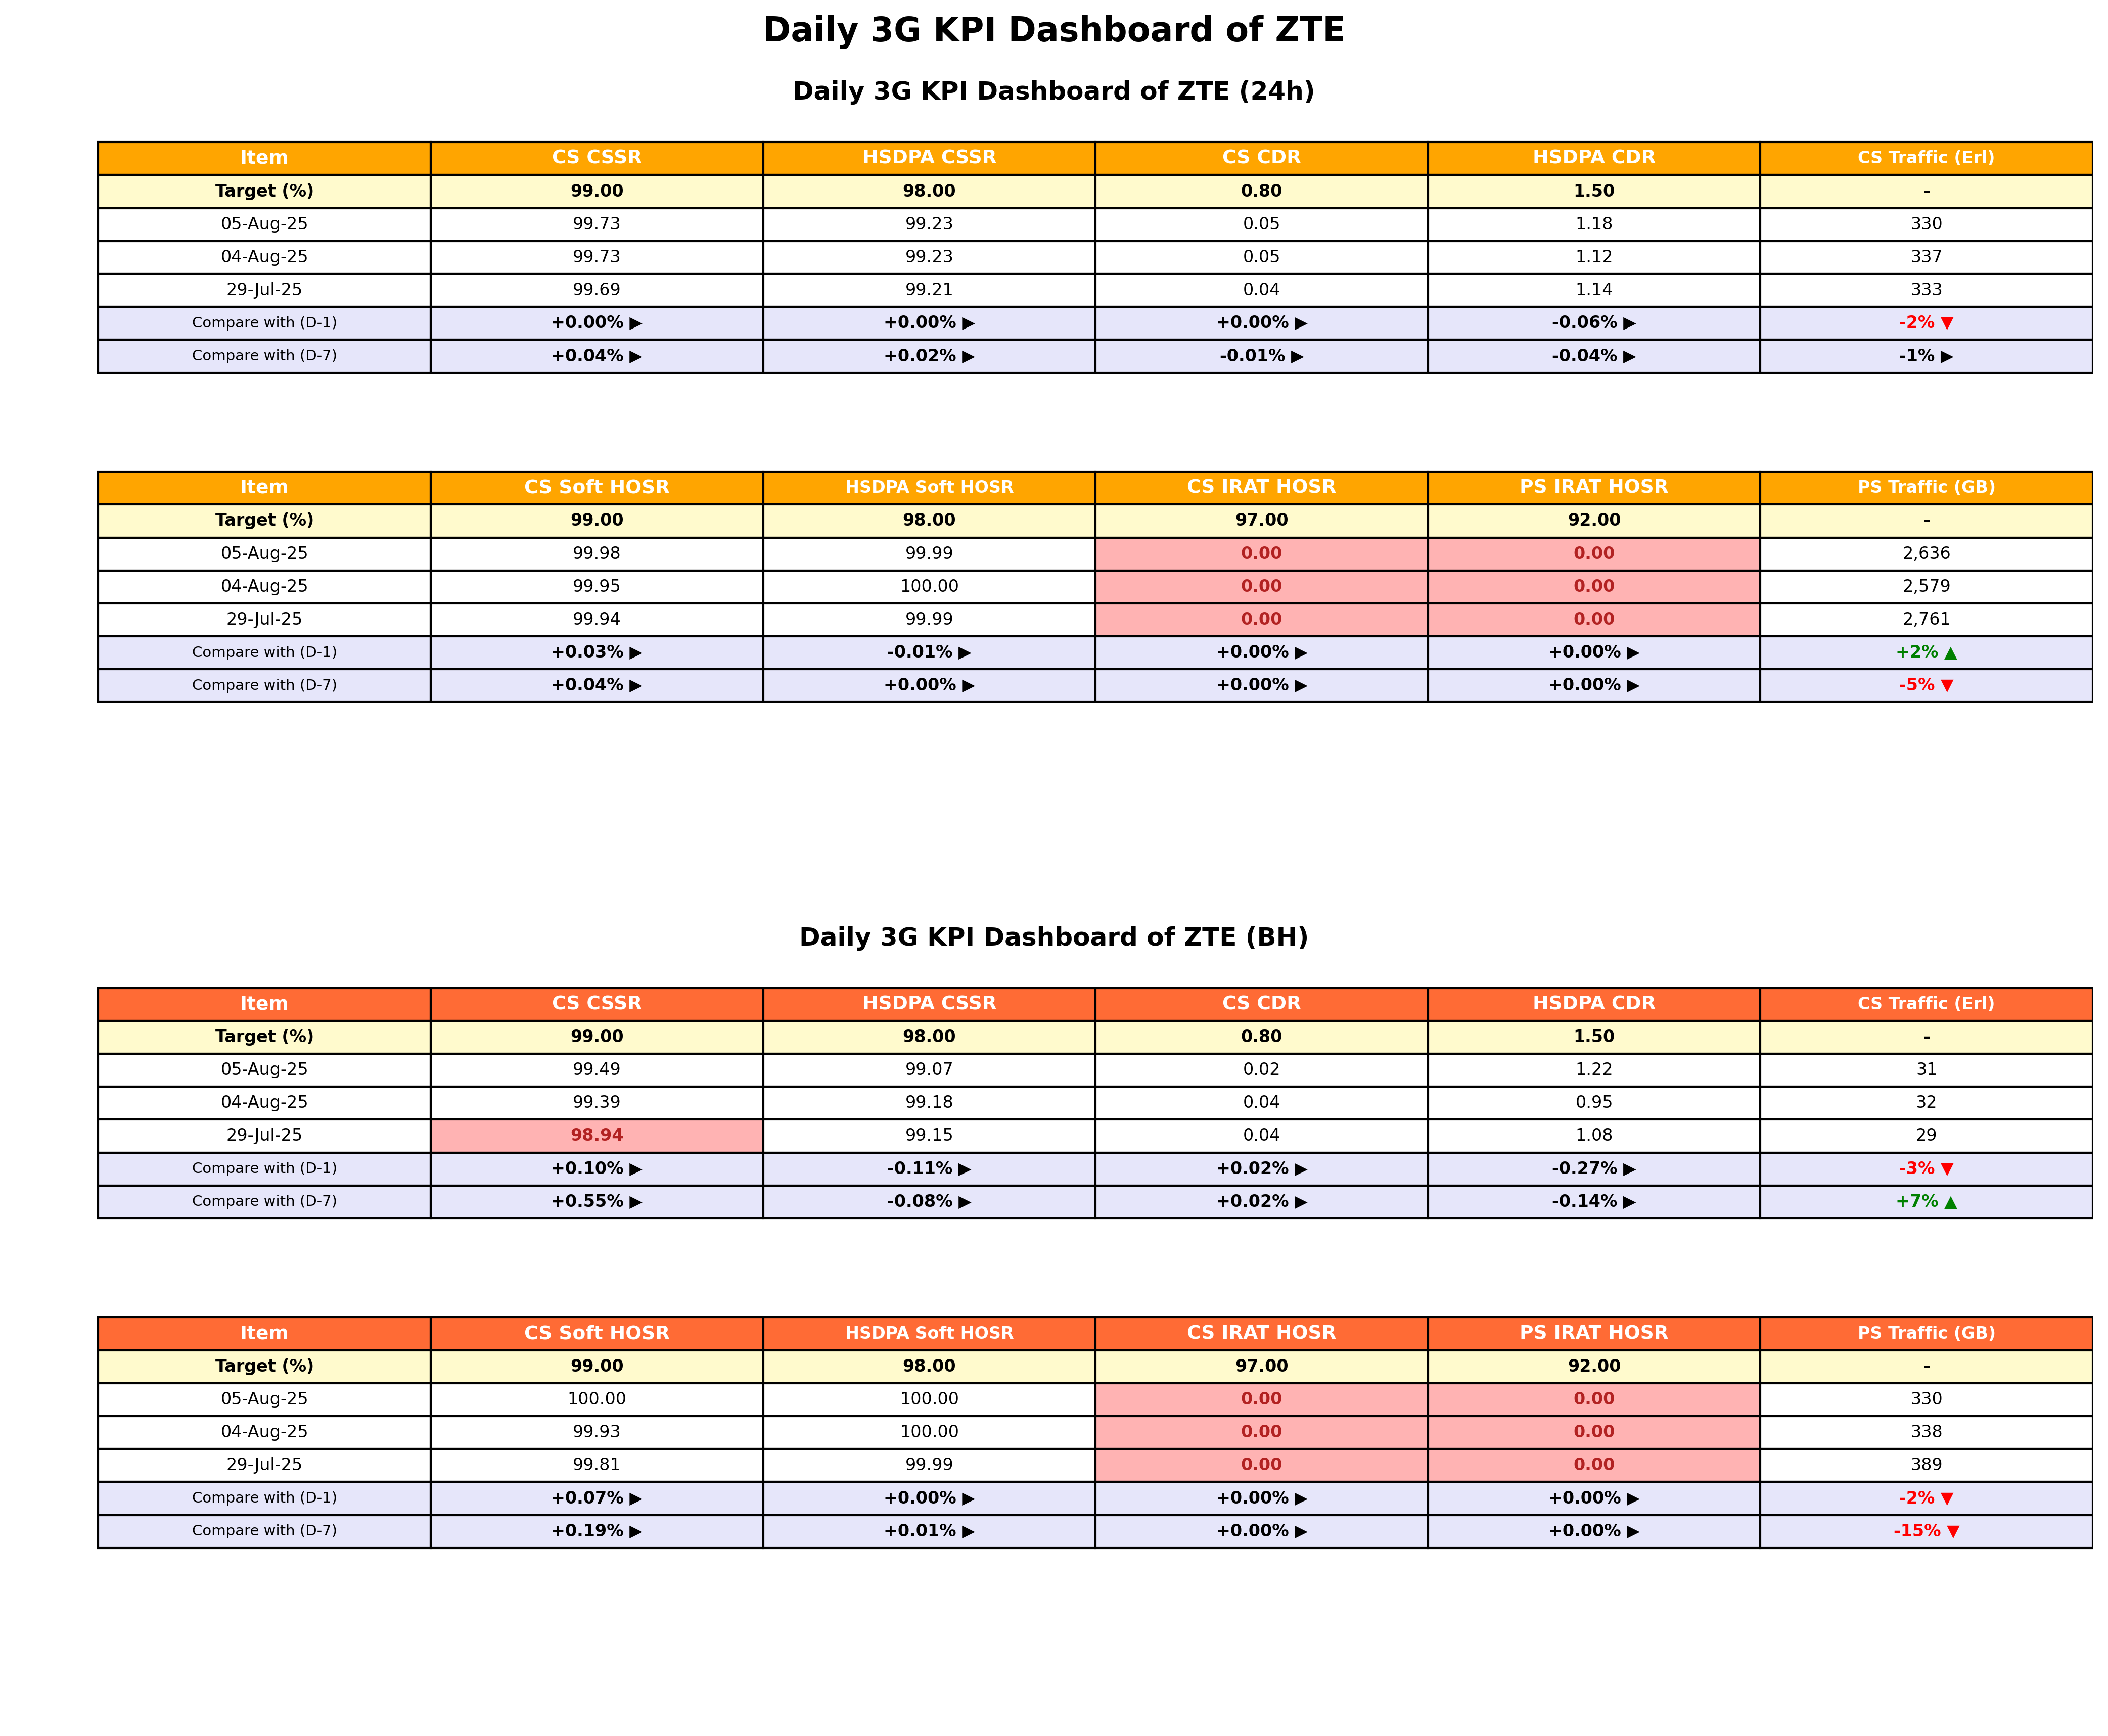 Daily 3G KPI Dashboard of ZTE
Daily 3G KPI Dashboard of ZTE (24h)
Item CS CSSR HSDPA CSSR CS CDR HSDPA CDR CS Traffic (Erl)
Target (%) 99.00 98.00 0.80 1.50 -
05-Aug-25 99.73 99.23 0.05 1.18 330
04-Aug-25 99.73 99.23 0.05 1.12 337
29-Jul-25 99.69 99.21 0.04 1.14 333
Compare with (D-1) +0.00% ▶ +0.00% ▶ +0.00% ▶ -0.06% ▶ -2% ▼
Compare with (D-7) +0.04% ▶ +0.02% ▶ -0.01% ▶ -0.04% ▶ -1% ▶
Item CS Soft HOSR HSDPA Soft HOSR CS IRAT HOSR PS IRAT HOSR PS Traffic (GB)
Target (%) 99.00 98.00 97.00 92.00 -
05-Aug-25 99.98 99.99 0.00 0.00 2,636
04-Aug-25 99.95 100.00 0.00 0.00 2,579
29-Jul-25 99.94 99.99 0.00 0.00 2,761
Compare with (D-1) +0.03% ▶ -0.01% ▶ +0.00% ▶ +0.00% ▶ +2% ▲
Compare with (D-7) +0.04% ▶ +0.00% ▶ +0.00% ▶ +0.00% ▶ -5% ▼
Daily 3G KPI Dashboard of ZTE (BH)
Item CS CSSR HSDPA CSSR CS CDR HSDPA CDR CS Traffic (Erl)
Target (%) 99.00 98.00 0.80 1.50 -
05-Aug-25 99.49 99.07 0.02 1.22 31
04-Aug-25 99.39 99.18 0.04 0.95 32
29-Jul-25 98.94 99.15 0.04 1.08 29
Compare with (D-1) +0.10% ▶ -0.11% ▶ +0.02% ▶ -0.27% ▶ -3% ▼
Compare with (D-7) +0.55% ▶ -0.08% ▶ +0.02% ▶ -0.14% ▶ +7% ▲
Item CS Soft HOSR HSDPA Soft HOSR CS IRAT HOSR PS IRAT HOSR PS Traffic (GB)
Target (%) 99.00 98.00 97.00 92.00 -
05-Aug-25 100.00 100.00 0.00 0.00 330
04-Aug-25 99.93 100.00 0.00 0.00 338
29-Jul-25 99.81 99.99 0.00 0.00 389
Compare with (D-1) +0.07% ▶ +0.00% ▶ +0.00% ▶ +0.00% ▶ -2% ▼
Compare with (D-7) +0.19% ▶ +0.01% ▶ +0.00% ▶ +0.00% ▶ -15% ▼